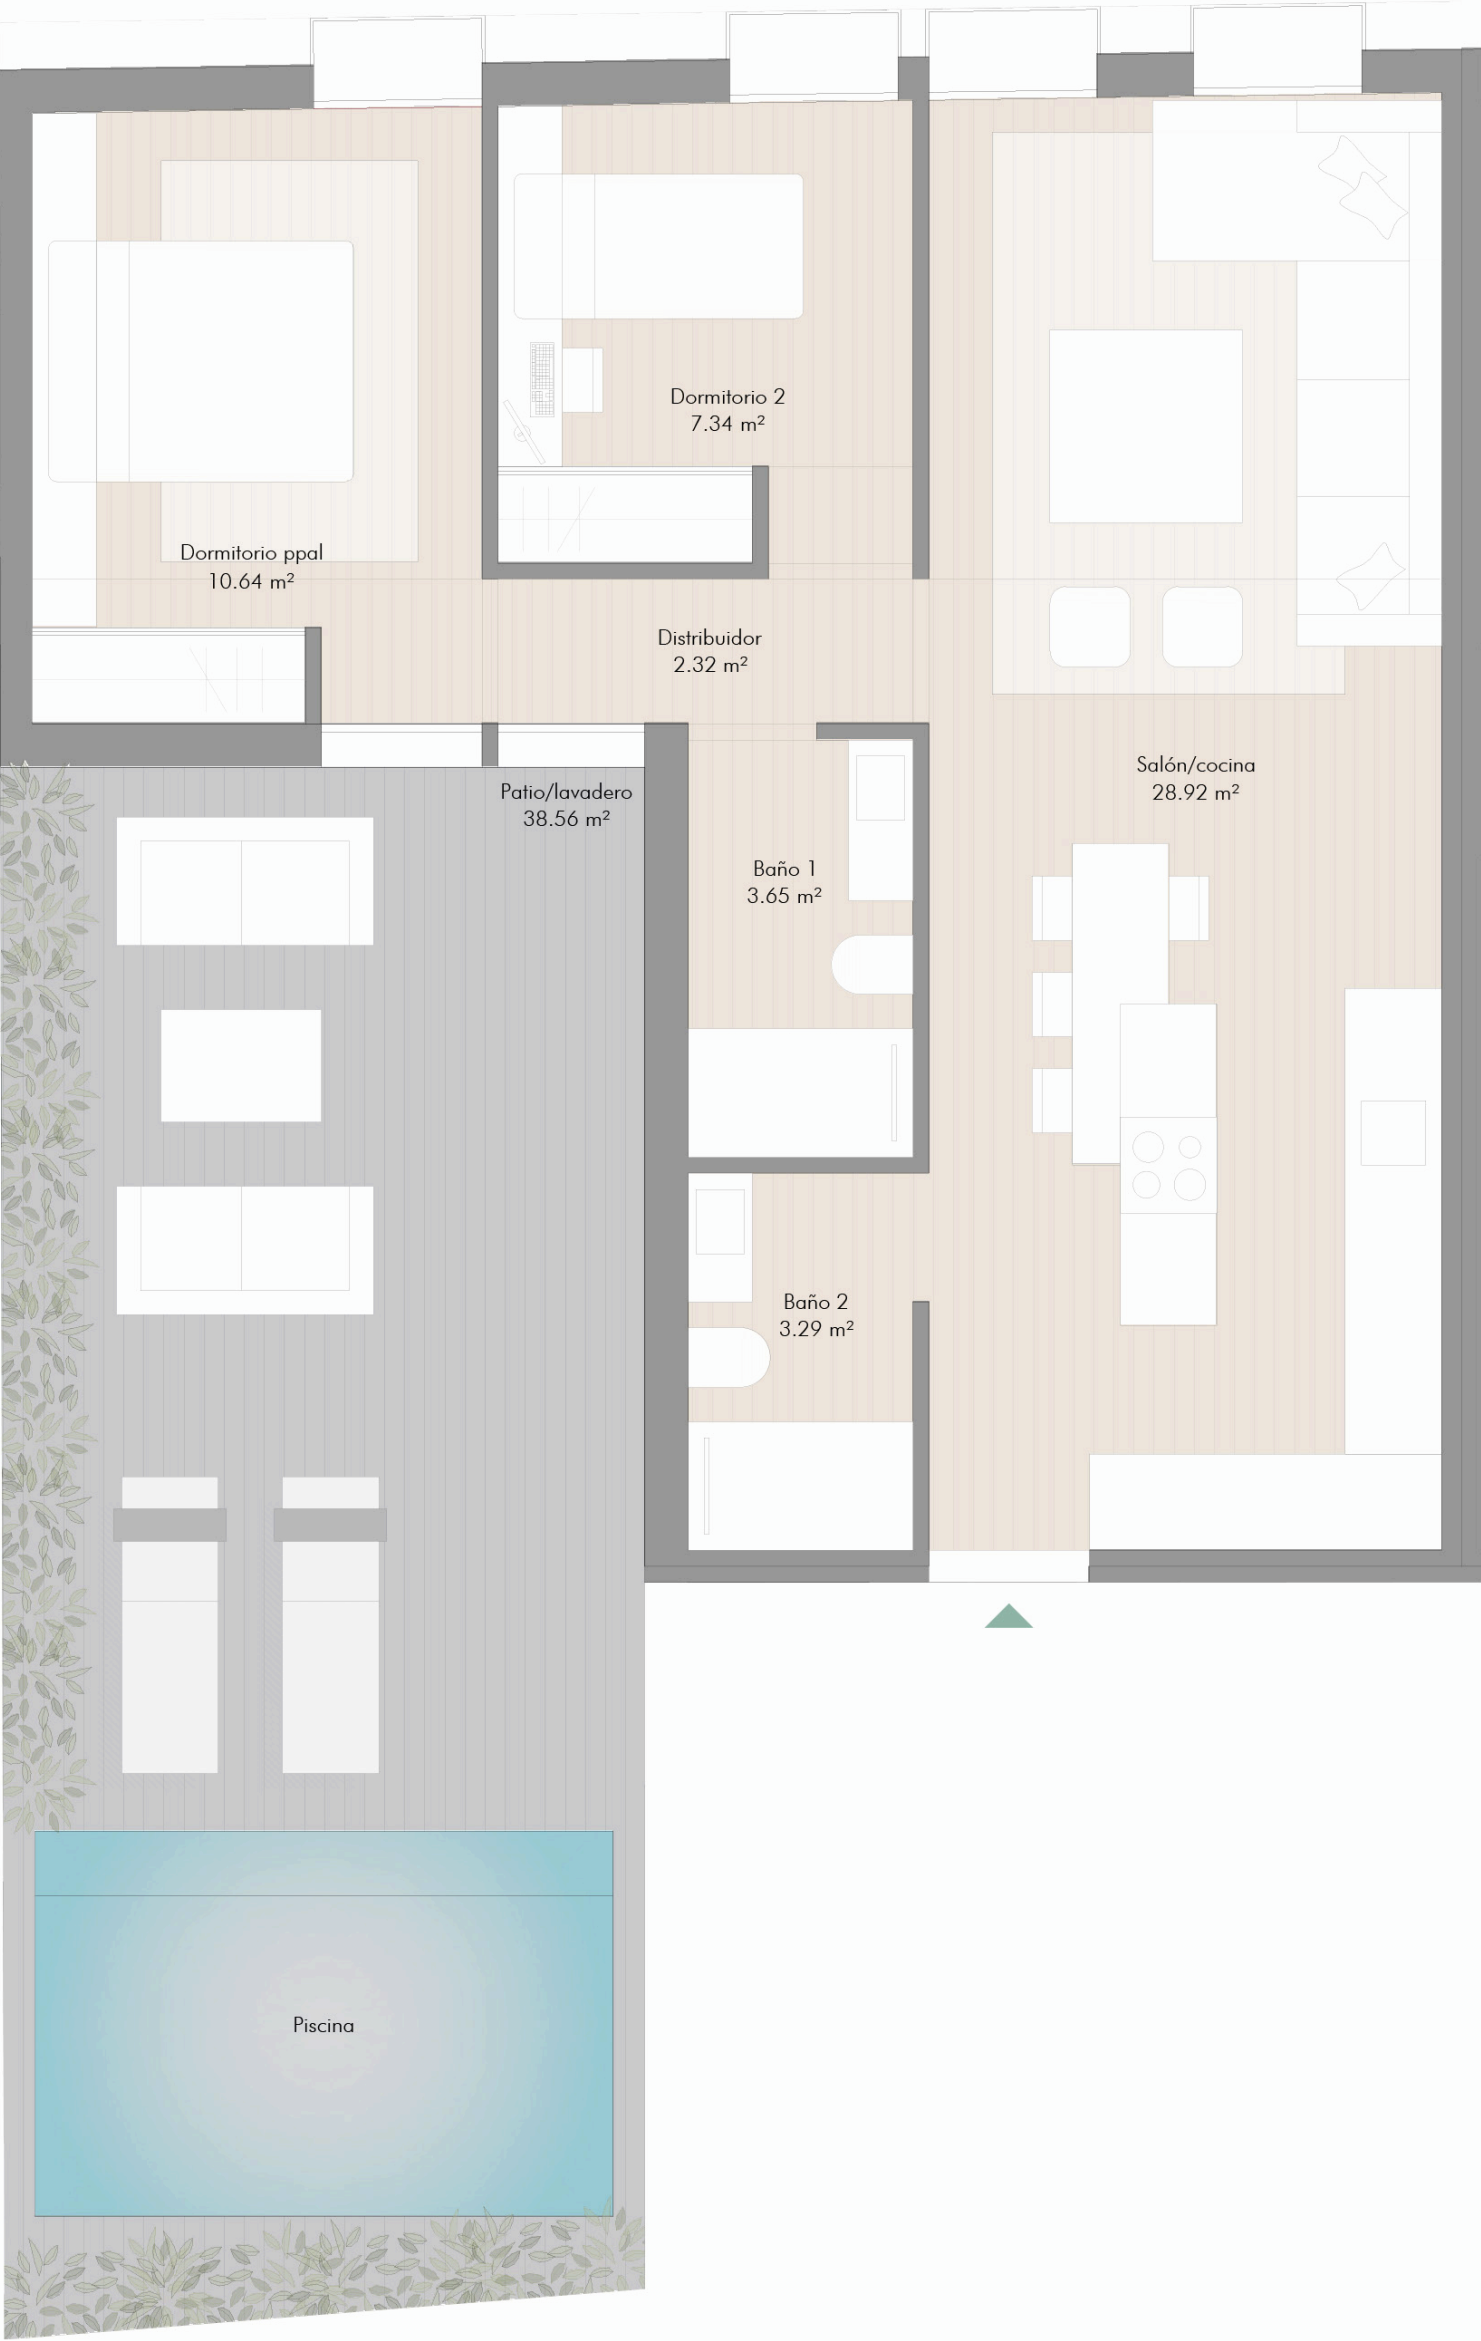 Dormitorio 2
7.34 m²
Dormitorio ppal
10.64 m²
Distribuidor
2.32 m²
Salón/cocina
28.92 m²
Patio/lavadero
38.56 m²
Baño 1
3.65 m²
Baño 2
3.29 m²
Piscina